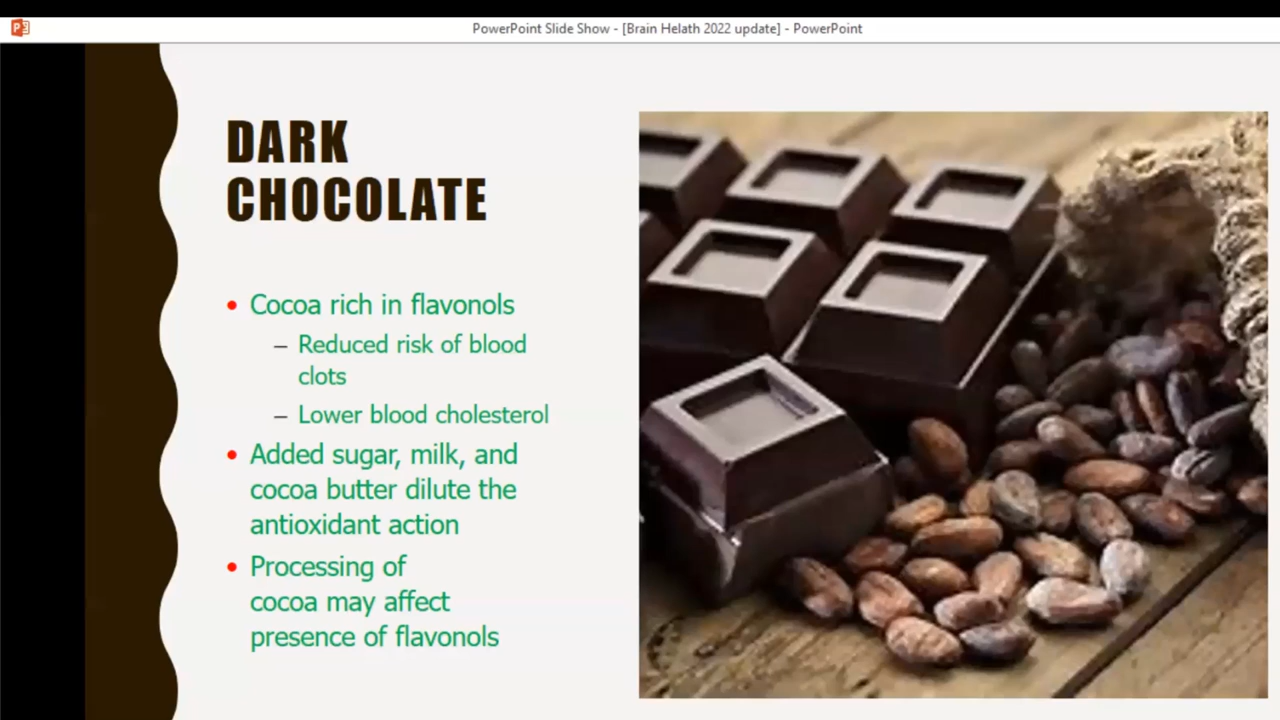 PowerPoint Slide Show - [Brain Helath 2022 update] - PowerPoint
DARK
CHOCOLATE
• Cocoa rich in flavonols
– Reduced risk of blood
clots
– Lower blood cholesterol
• Added sugar, milk, and
cocoa butter dilute the
antioxidant action
• Processing of
cocoa may affect
presence of flavonols